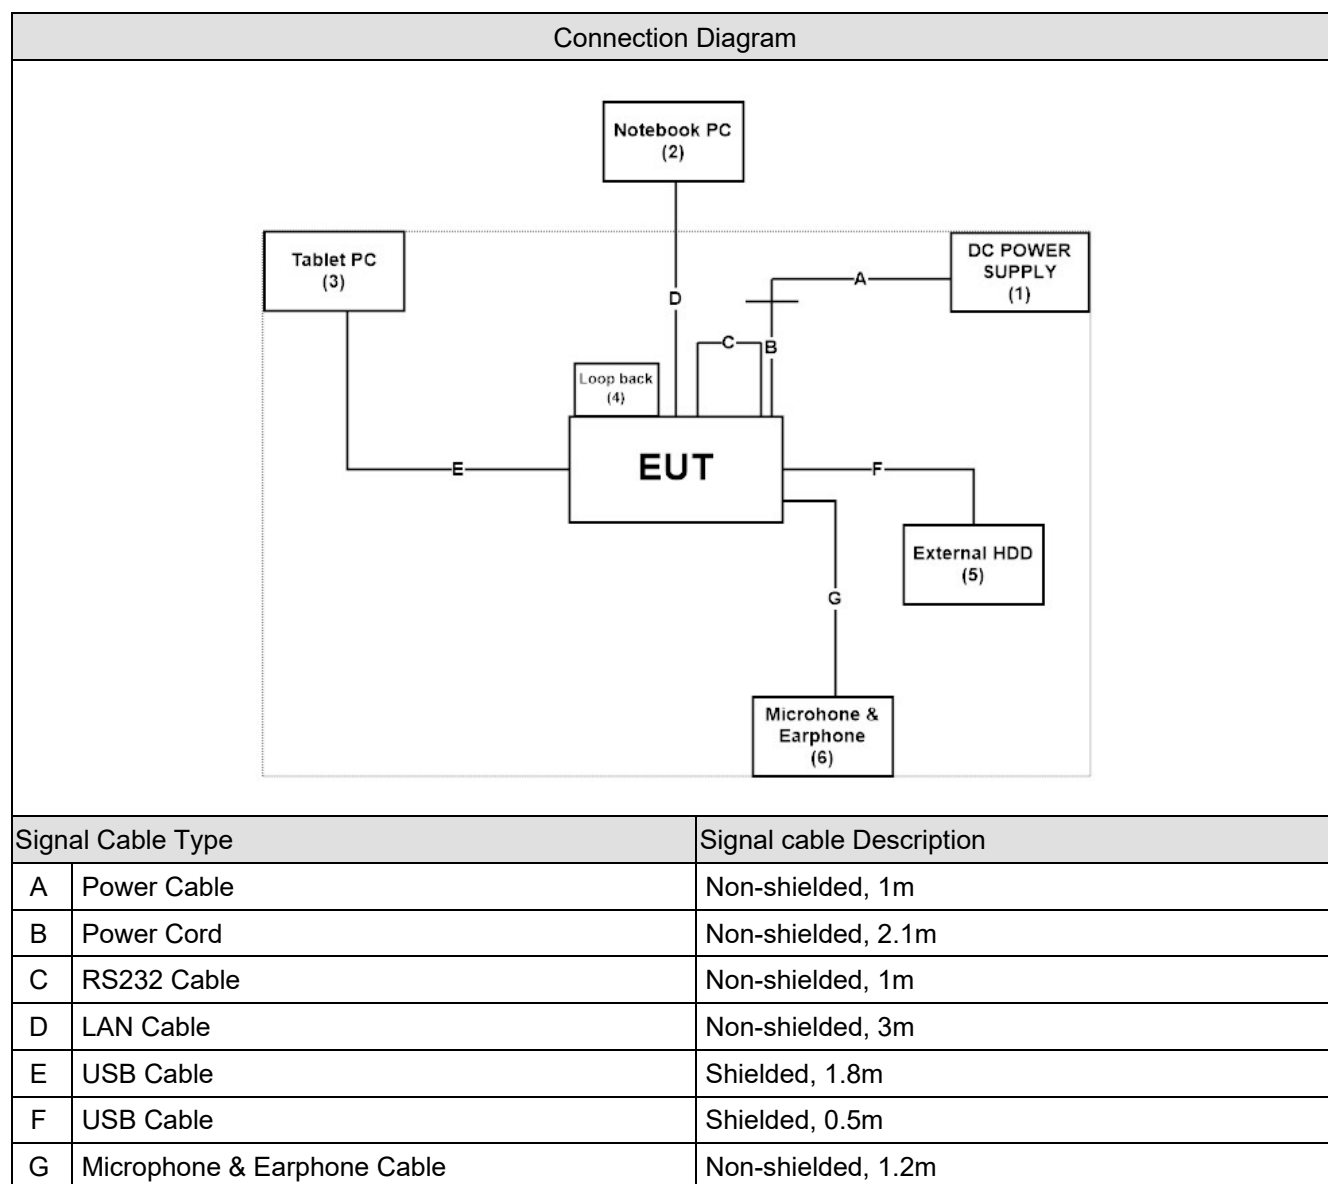 Connection Diagram
Notebook PC
(2)
Tablet PC
(3)
DC POWER
SUPPLY
(1)
A
D
C
B
Loop back
(4)
EUT
E
F
External HDD
(5)
G
Microhone &
Earphone
(6)
Signal Cable Type Signal cable Description
A Power Cable Non-shielded, 1m
B Power Cord Non-shielded, 2.1m
C RS232 Cable Non-shielded, 1m
D LAN Cable Non-shielded, 3m
E USB Cable Shielded, 1.8m
F USB Cable Shielded, 0.5m
G Microphone & Earphone Cable Non-shielded, 1.2m